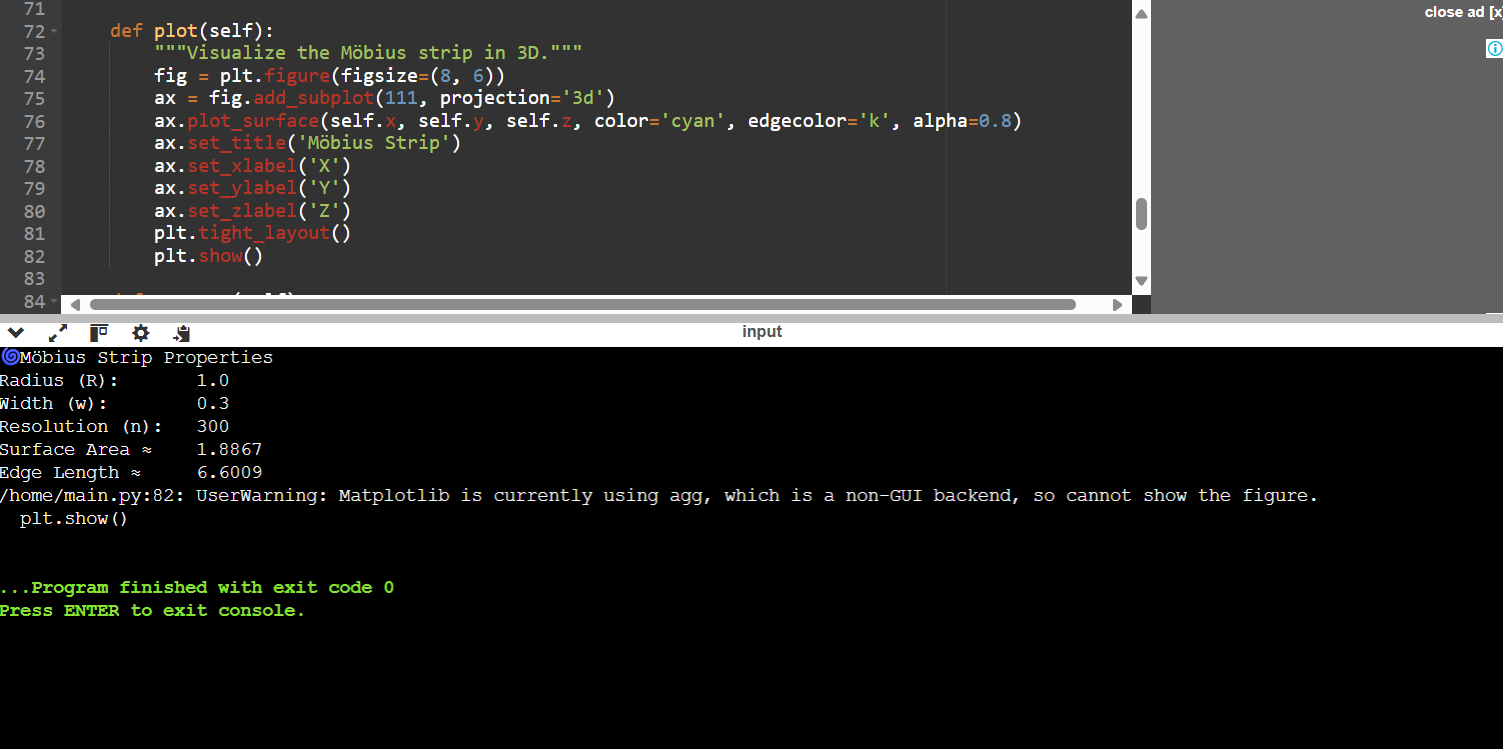 close ad [x
71
72 def plot(self):
73 """Visualize the Möbius strip in 3D."""
74 fig = plt.figure(figsize=(8, 6))
75 ax = fig.add_subplot(111, projection='3d')
76 ax.plot_surface(self.x, self.y, self.z, color='cyan', edgecolor='k', alpha=0.8)
77 ax.set_title('Möbius Strip')
78 ax.set_xlabel('X')
79 ax.set_ylabel('Y')
80 ax.set_zlabel('Z')
81 plt.tight_layout()
82 plt.show()
83
84
input
🌀Möbius Strip Properties
Radius (R): 1.0
Width (w): 0.3
Resolution (n): 300
Surface Area ≈ 1.8867
Edge Length ≈ 6.6009
/home/main.py:82: UserWarning: Matplotlib is currently using agg, which is a non-GUI backend, so cannot show the figure.
plt.show()
...Program finished with exit code 0
Press ENTER to exit console.